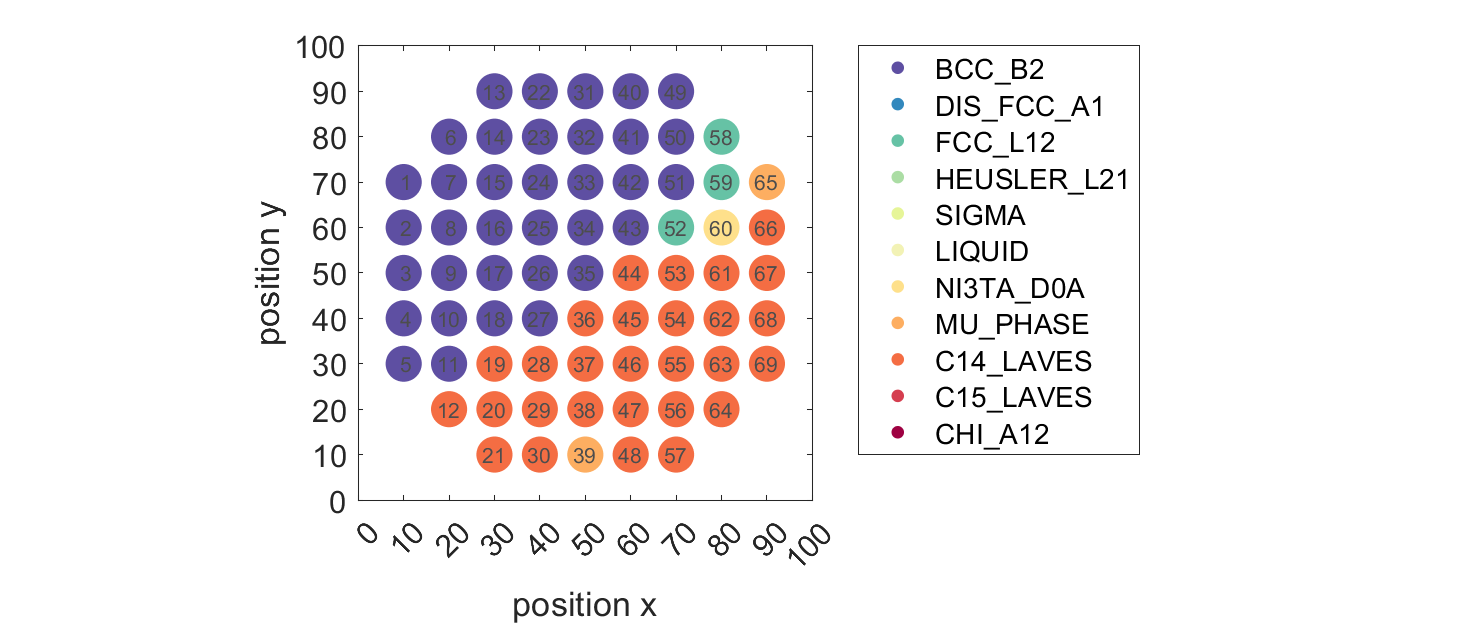 100
90
80
70
60
50
40
30
20
10
0
position y
13 22 31 40 49
6 14 23 32 41 50 58
1 7 15 24 33 42 51 59 65
2 8 16 25 34 43 52 60 66
3 9 17 26 35 44 53 61 67
4 10 18 27 36 45 54 62 68
5 11 19 28 37 46 55 63 69
12 20 29 38 47 56 64
21 30 39 48 57
0 10 20 30 40 50 60 70 80 90 100
position x
BCC_B2
DIS_FCC_A1
FCC_L12
HEUSLER_L21
SIGMA
LIQUID
NI3TA_D0A
MU_PHASE
C14_LAVES
C15_LAVES
CHI_A12